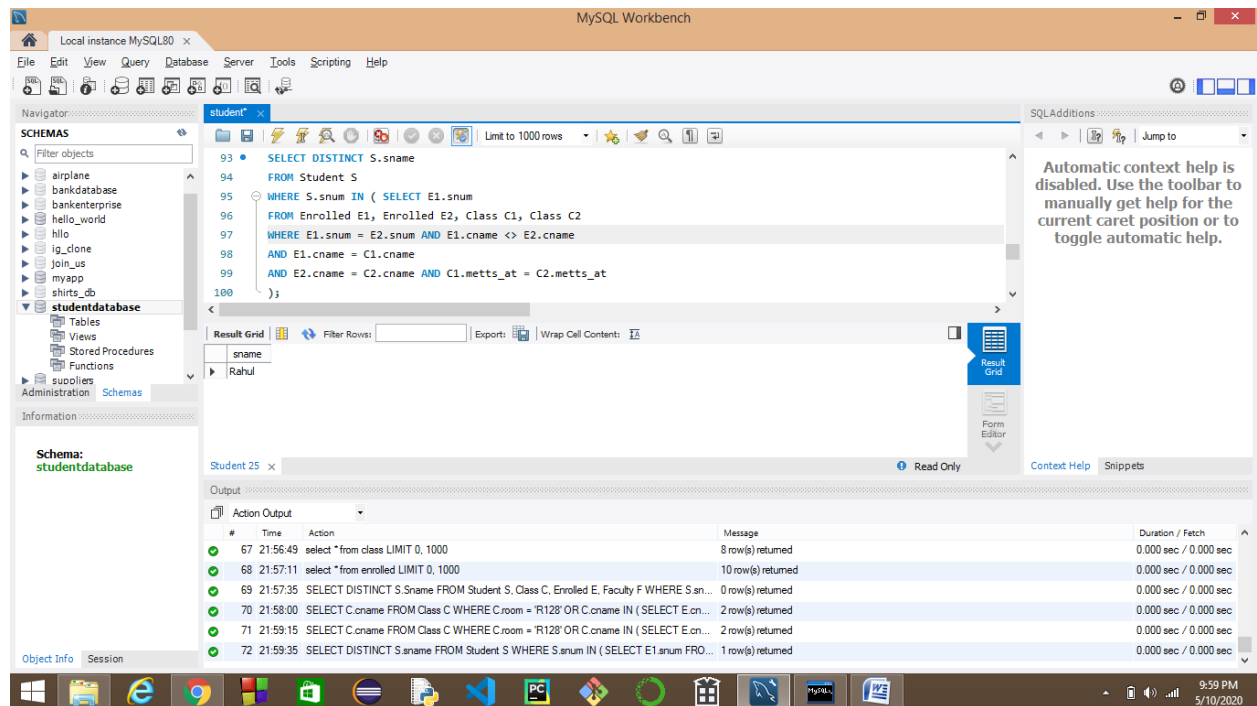 MySQL Workbench
Local instance MySQL80
File Edit View Query Database Server Tools Scripting Help
Navigator
SCHEMAS
Filter objects
airplane
bankdatabase
bankenterprise
hello_world
hllo
ig_clone
join_us
myapp
shirts_db
studentdatabase
Tables
Views
Stored Procedures
Functions
suppliers
Administration Schemas
Information
Schema:
studentdatabase
Object Info Session
student*
Limit to 1000 rows
93 SELECT DISTINCT S.sname
94 FROM Student S
95 WHERE S.snum IN ( SELECT E1.snum
96 FROM Enrolled E1, Enrolled E2, Class C1, Class C2
97 WHERE E1.snum = E2.snum AND E1.cname <> E2.cname
98 AND E1.cname = C1.cname
99 AND E2.cname = C2.cname AND C1.metts_at = C2.metts_at
100 );
Result Grid Filter Rows: Export: Wrap Cell Content:
sname
Rahul
Result Grid
Form Editor
Student 25
Read Only
SQLAdditions
Jump to
Automatic context help is
disabled. Use the toolbar to
manually get help for the
current caret position or to
toggle automatic help.
Context Help Snippets
Output
Action Output
# Time Action Message Duration / Fetch
67 21:56:49 select * from class LIMIT 0, 1000 8 row(s) returned 0.000 sec / 0.000 sec
68 21:57:11 select * from enrolled LIMIT 0, 1000 10 row(s) returned 0.000 sec / 0.000 sec
69 21:57:35 SELECT DISTINCT S.Sname FROM Student S, Class C, Enrolled E, Faculty F WHERE S.sn... 0 row(s) returned 0.000 sec / 0.000 sec
70 21:58:00 SELECT C.cname FROM Class C WHERE C.room = 'R128' OR C.cname IN ( SELECT E.cn... 2 row(s) returned 0.000 sec / 0.000 sec
71 21:59:15 SELECT C.cname FROM Class C WHERE C.room = 'R128' OR C.cname IN ( SELECT E.cn... 2 row(s) returned 0.000 sec / 0.000 sec
72 21:59:35 SELECT DISTINCT S.sname FROM Student S WHERE S.snum IN ( SELECT E1.snum FRO... 1 row(s) returned 0.000 sec / 0.000 sec
9:59 PM
5/10/2020